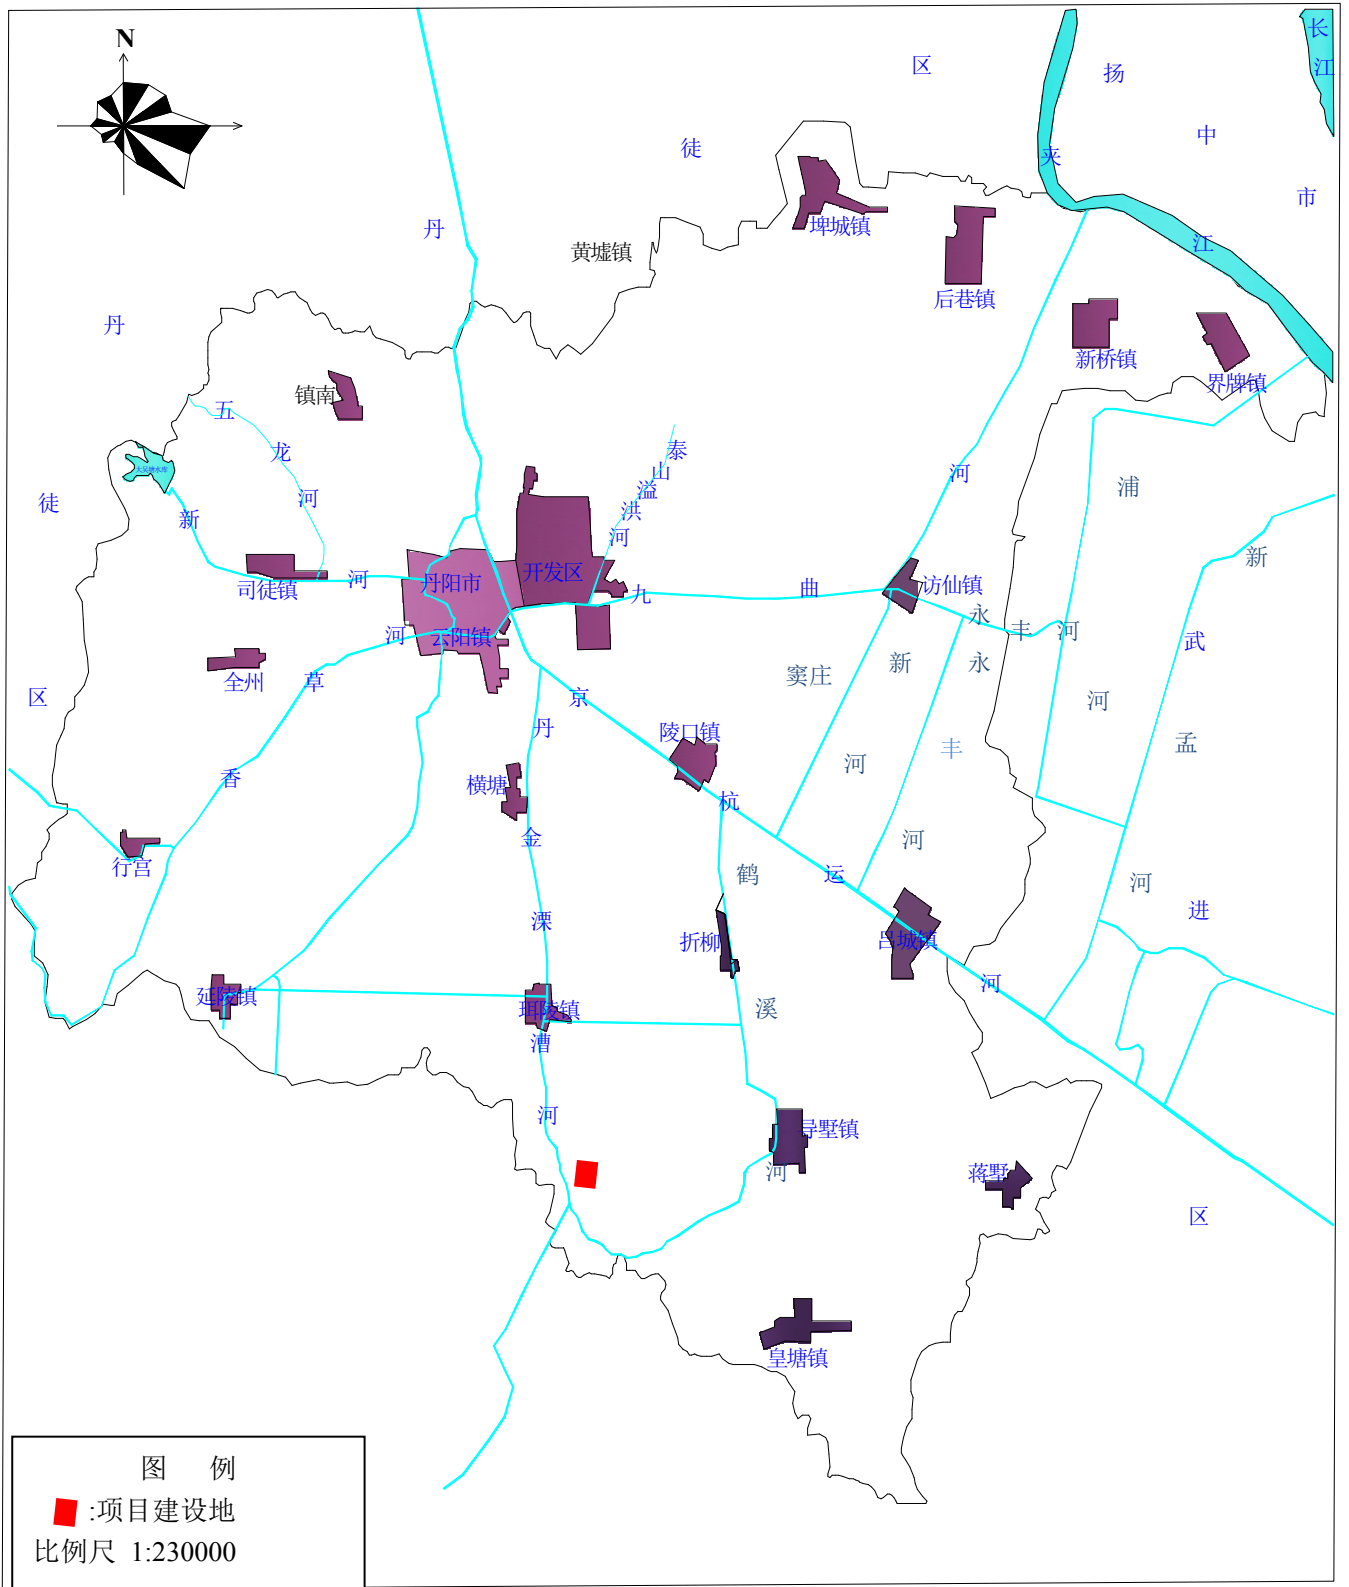 N
长江
扬中市
夹江
丹徒区
丹徒区
黄墟镇
埤城镇
后巷镇
新桥镇
界牌镇
镇南
五龙河
大吴塘水库
新河
司徒镇
丹阳市
开发区
云阳镇
泰山溢洪河
九曲河
访仙镇
永丰河
浦河
新孟河
武进区
全州
香草河
丹金溧漕河
京杭运河
陵口镇
窦庄
新河
永丰河
横塘
行宫
鹤溪河
折柳
吕城镇
延陵镇
珥陵镇
导墅镇
蒋墅
皇塘镇
图 例
:项目建设地
比例尺 1:230000